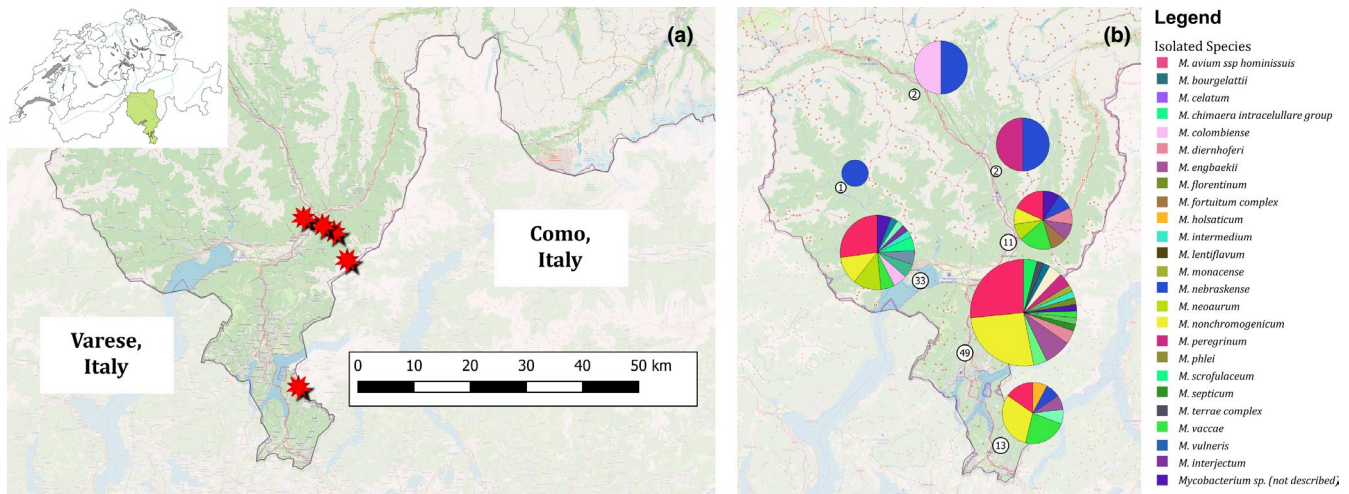 (a)
Como,
Italy
Varese,
Italy
0 10 20 30 40 50 km
(b)
2
2
1
11
33
49
13
Legend
Isolated Species
M. avium ssp hominissuis
M. bourgelattii
M. celatum
M. chimaera intracelullare group
M. colombiense
M. diernhoferi
M. engbaekii
M. florentinum
M. fortuitum complex
M. holsaticum
M. intermedium
M. lentiflavum
M. monacense
M. nebraskense
M. neoaurum
M. nonchromogenicum
M. peregrinum
M. phlei
M. scrofulaceum
M. septicum
M. terrae complex
M. vaccae
M. vulneris
M. interjectum
Mycobacterium sp. (not described)